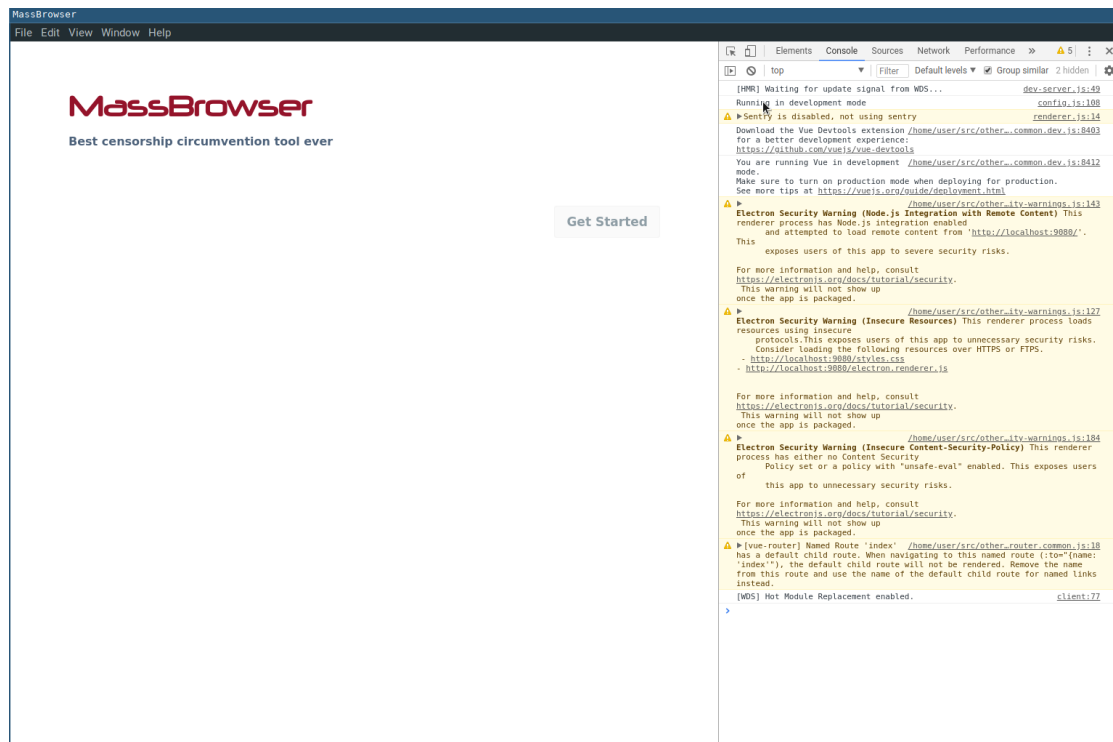 MassBrowser
File Edit View Window Help
MassBrowser
Best censorship circumvention tool ever
Get Started
Elements Console Sources Network Performance » 5
top Filter Default levels Group similar 2 hidden
[HMR] Waiting for update signal from WDS... dev-server.js:49
Running in development mode config.js:108
Sentry is disabled, not using sentry renderer.js:14
Download the Vue Devtools extension /home/user/src/other….common.dev.js:8403
for a better development experience:
https://github.com/vuejs/vue-devtools
You are running Vue in development /home/user/src/other….common.dev.js:8412
mode.
Make sure to turn on production mode when deploying for production.
See more tips at https://vuejs.org/guide/deployment.html
/home/user/src/other…ity-warnings.js:143
Electron Security Warning (Node.js Integration with Remote Content) This
renderer process has Node.js integration enabled
and attempted to load remote content from 'http://localhost:9080/'.
This
exposes users of this app to severe security risks.
For more information and help, consult
https://electronjs.org/docs/tutorial/security.
This warning will not show up
once the app is packaged.
/home/user/src/other…ity-warnings.js:127
Electron Security Warning (Insecure Resources) This renderer process loads
resources using insecure
protocols.This exposes users of this app to unnecessary security risks.
Consider loading the following resources over HTTPS or FTPS.
- http://localhost:9080/styles.css
- http://localhost:9080/electron.renderer.js
For more information and help, consult
https://electronjs.org/docs/tutorial/security.
This warning will not show up
once the app is packaged.
/home/user/src/other…ity-warnings.js:184
Electron Security Warning (Insecure Content-Security-Policy) This renderer
process has either no Content Security
Policy set or a policy with "unsafe-eval" enabled. This exposes users
of
this app to unnecessary security risks.
For more information and help, consult
https://electronjs.org/docs/tutorial/security.
This warning will not show up
once the app is packaged.
[vue-router] Named Route 'index' /home/user/src/other…router.common.js:18
has a default child route. When navigating to this named route (:to="{name:
'index'"), the default child route will not be rendered. Remove the name
from this route and use the name of the default child route for named links
instead.
[WDS] Hot Module Replacement enabled. client:77